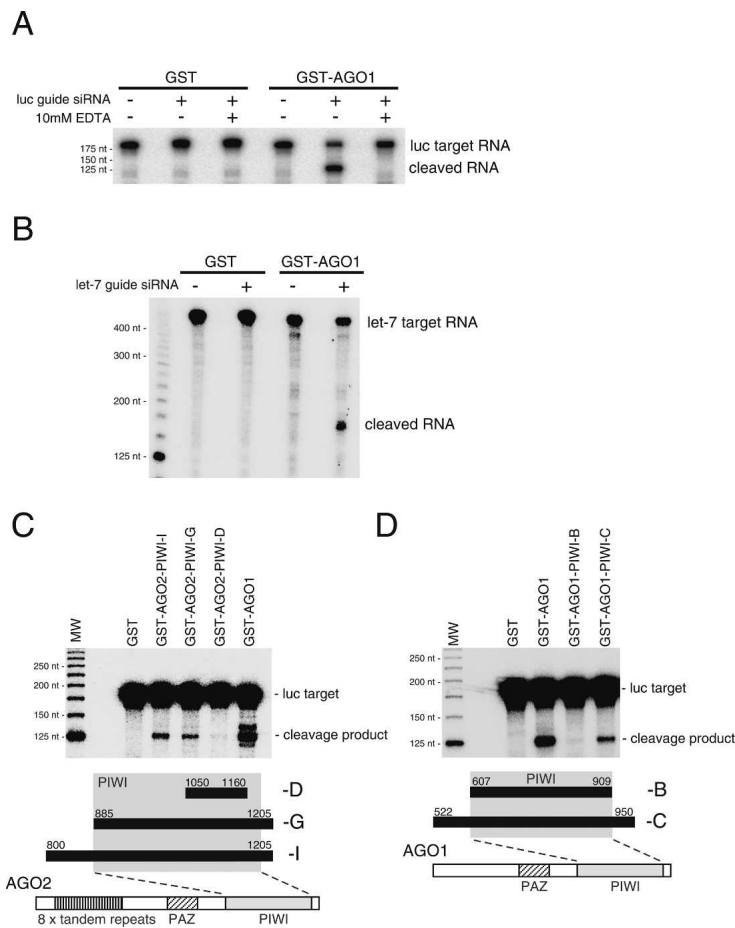 A
GST GST-AGO1
luc guide siRNA - + + - + +
10mM EDTA + +
175 nt - luc target RNA
150 nt -
125 nt - cleaved RNA
B
GST GST-AGO1
let-7 guide siRNA - + - +
400 nt - let-7 target RNA
300 nt -
200 nt -
cleaved RNA
125 nt -
C
MW GST GST-AGO2-PIWI-I GST-AGO2-PIWI-G GST-AGO2-PIWI-D GST-AGO1
250 nt -
200 nt - - luc target
150 nt -
125 nt - - cleavage product
PIWI 1050 1160 -D
885 1205 -G
800 1205 -I
AGO2
8 x tandem repeats PAZ PIWI
D
MW GST GST-AGO1 GST-AGO1-PIWI-B GST-AGO1-PIWI-C
250 nt -
200 nt - - luc target
150 nt -
125 nt - - cleavage product
607 PIWI 909 -B
522 950 -C
AGO1
PAZ PIWI